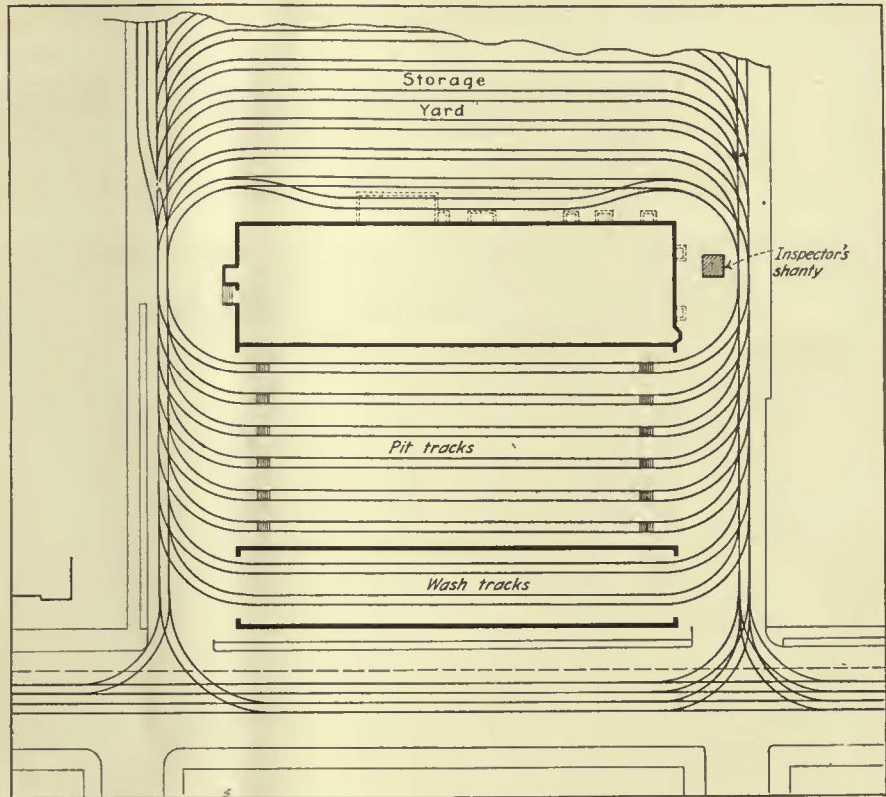 Storage
Yard
Inspector's
shanty
Pit tracks
Wash tracks